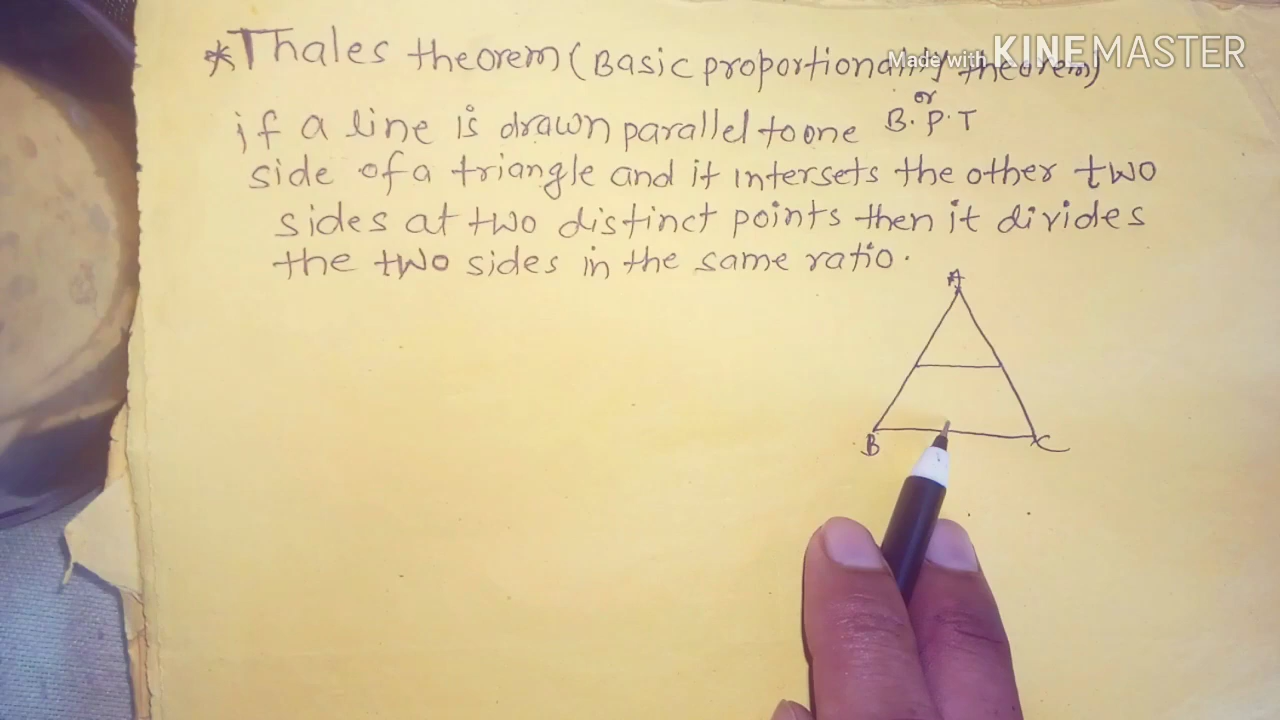 *Thales theorem (Basic proportionality theorem)
or
B.P.T
if a line is drawn parallel to one
side of a triangle and it intersets the other two
sides at two distinct points then it divides
the two sides in the same ratio.
Made with KINEMASTER
A
B
C